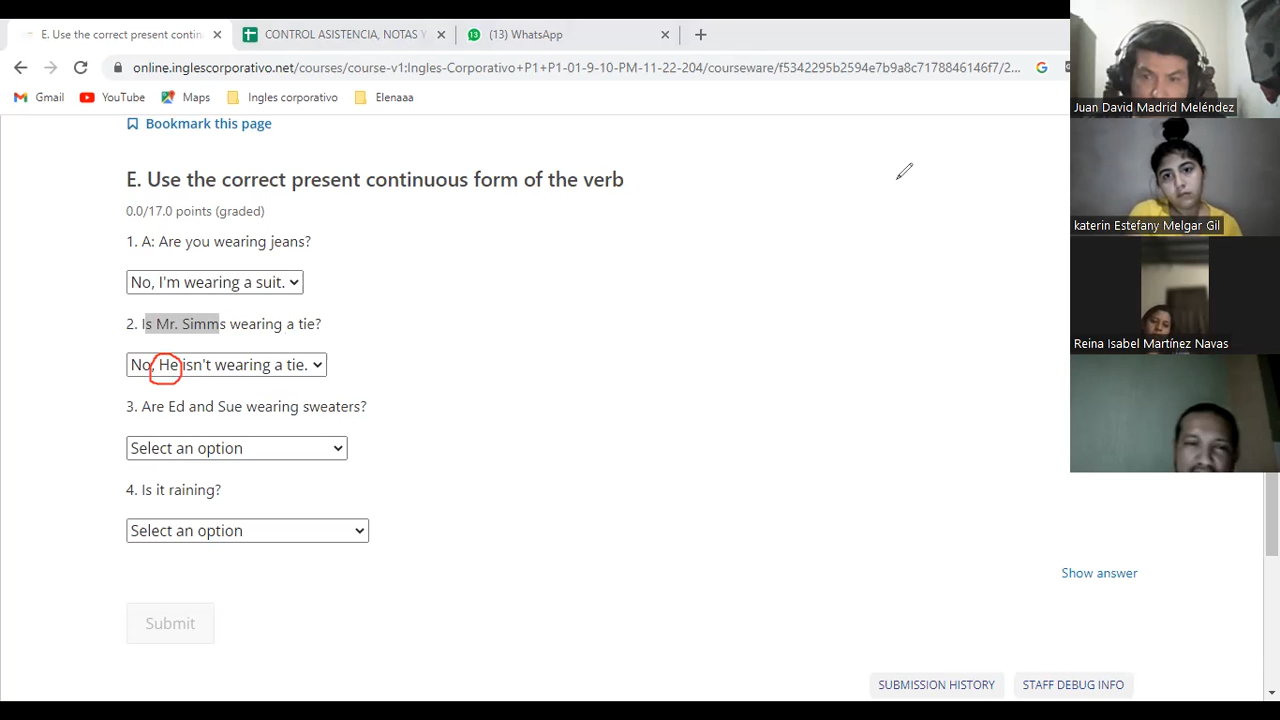 E. Use the correct present contin
CONTROL ASISTENCIA, NOTAS Y
(13) WhatsApp
online.inglescorporativo.net/courses/course-v1:Ingles-Corporativo+P1+P1-01-9-10-PM-11-22-204/courseware/f5342295b2594e7b9a8c7178846146f7/2...
Gmail
YouTube
Maps
Ingles corporativo
Elenaaa
Bookmark this page
E. Use the correct present continuous form of the verb
0.0/17.0 points (graded)
1. A: Are you wearing jeans?
No, I'm wearing a suit.
2. Is Mr. Simms wearing a tie?
No, He isn't wearing a tie.
3. Are Ed and Sue wearing sweaters?
Select an option
4. Is it raining?
Select an option
Show answer
Submit
SUBMISSION HISTORY
STAFF DEBUG INFO
Juan David Madrid Meléndez
katerin Estefany Melgar Gil
Reina Isabel Martínez Navas